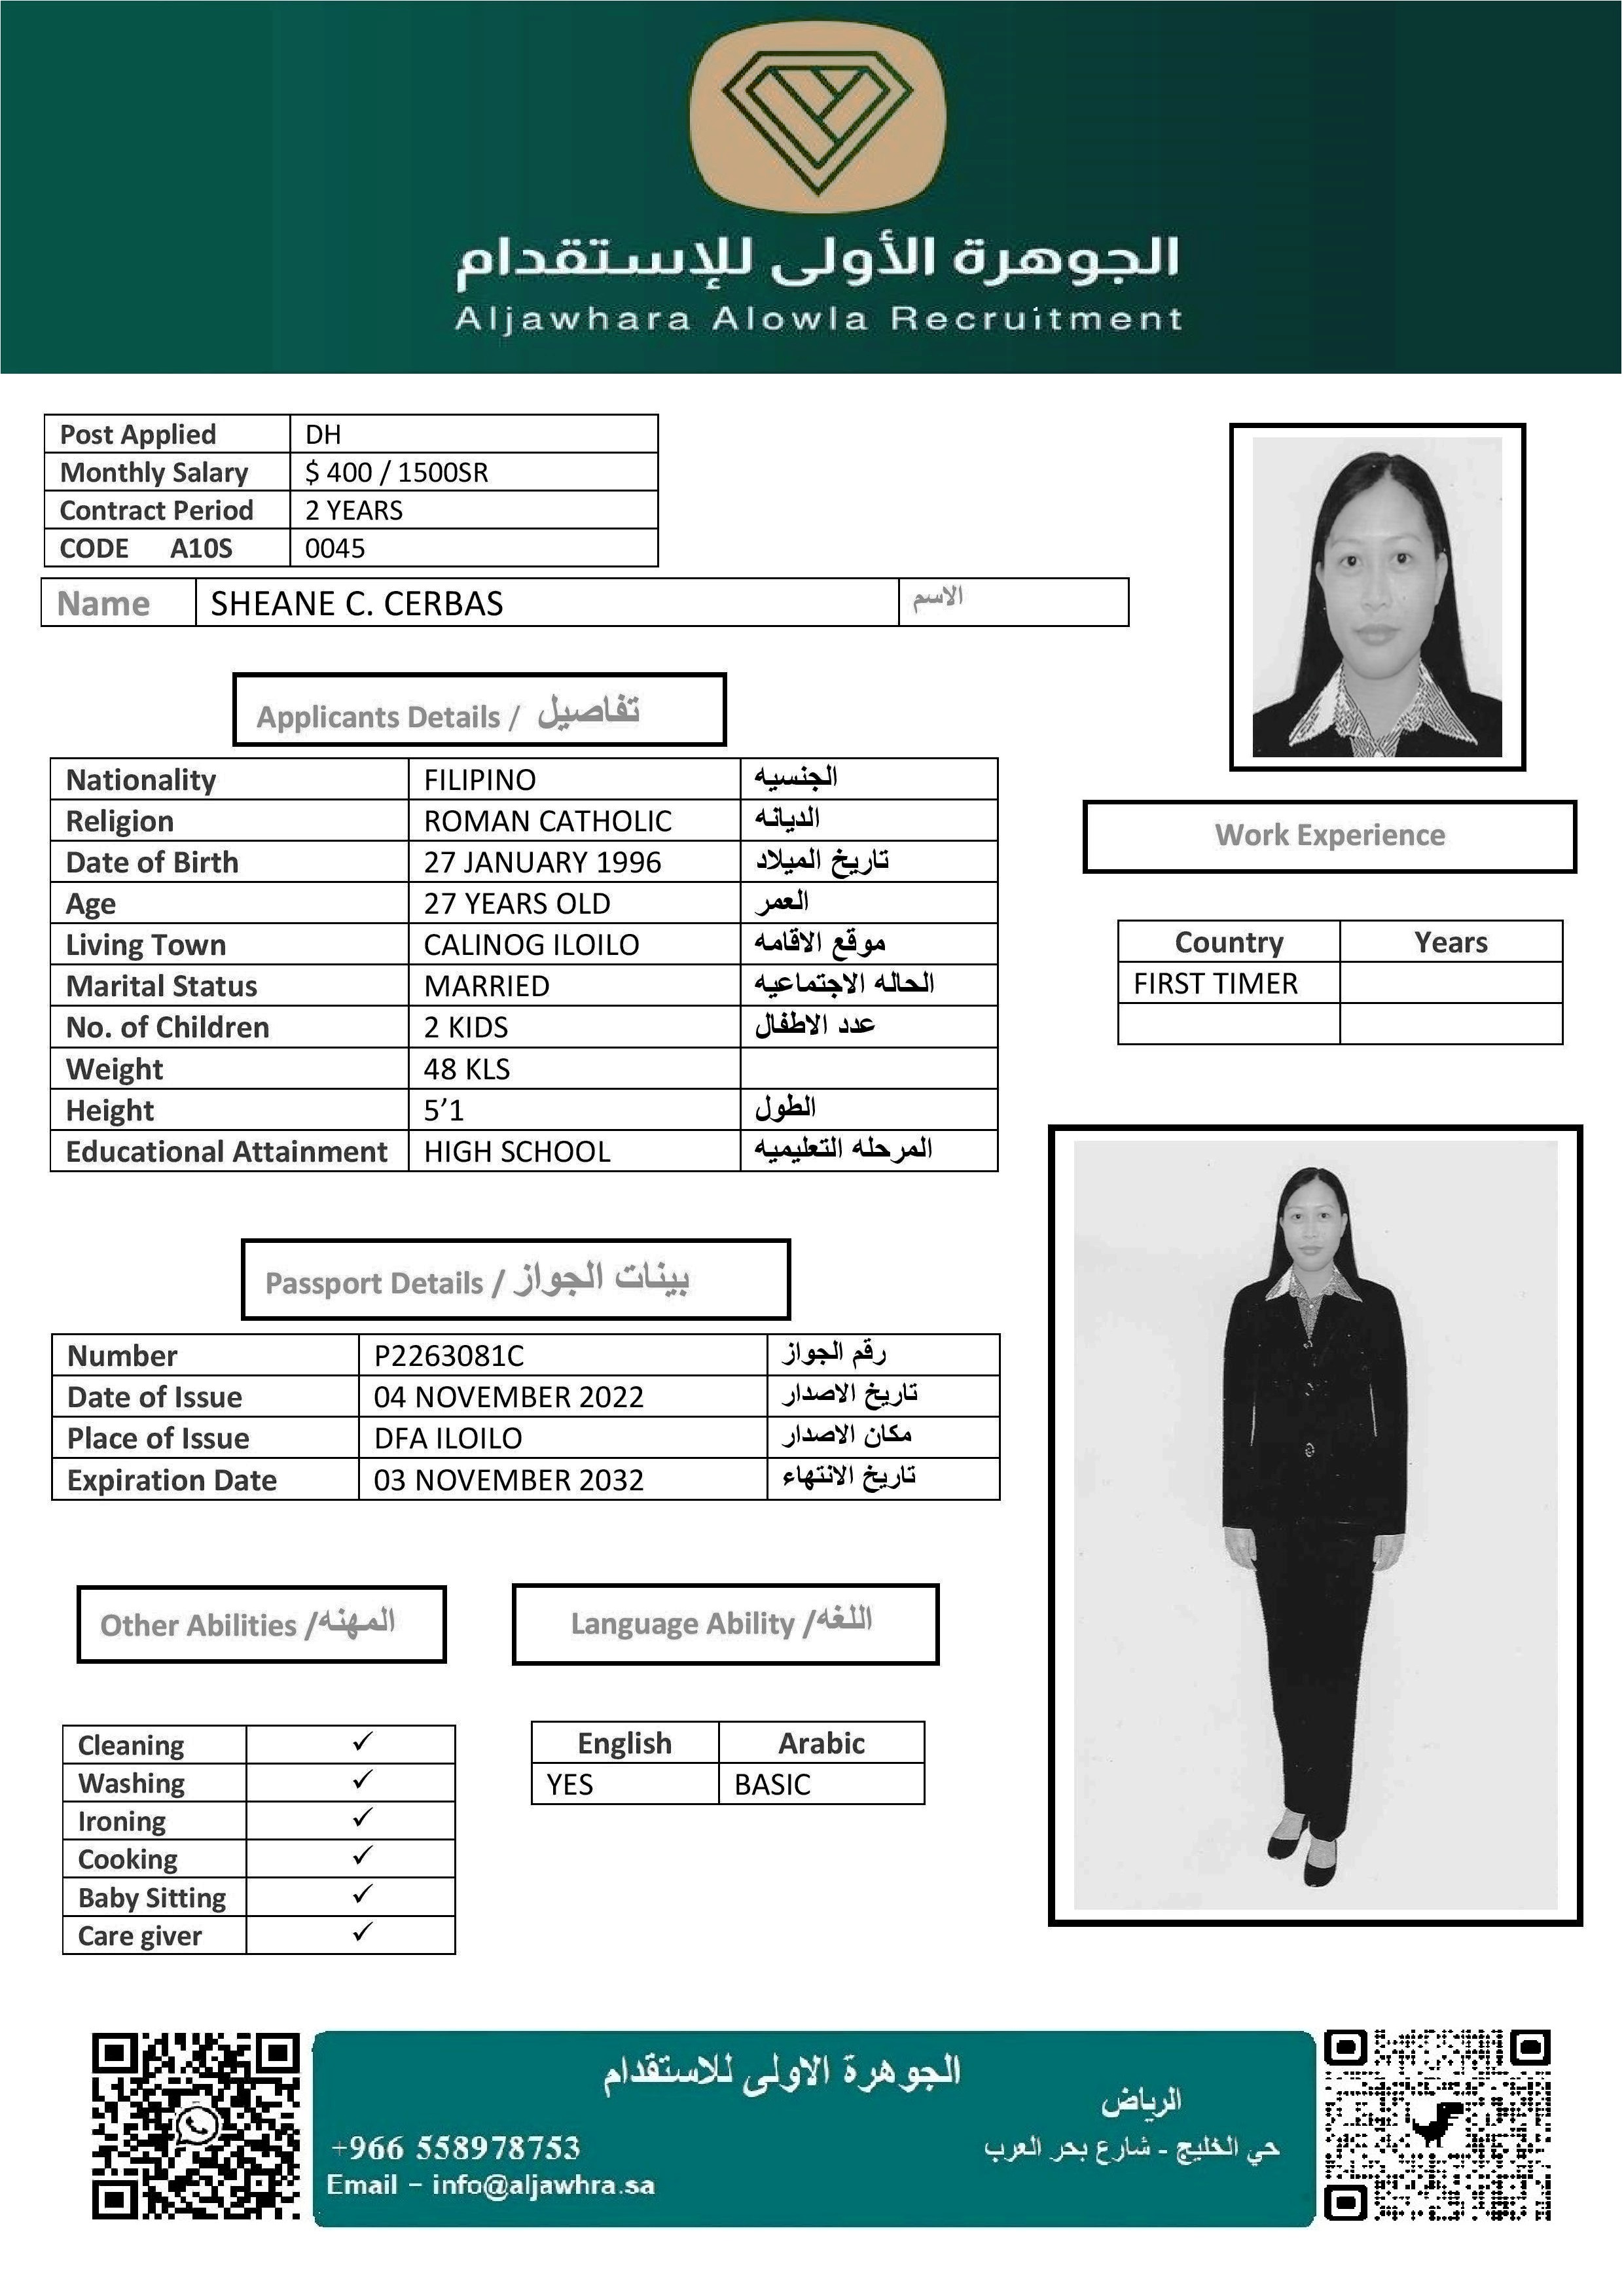 الجوهرة الأولى للإستقدام
Aljawhara Alowla Recruitment
Post Applied DH
Monthly Salary $ 400 / 1500SR
Contract Period 2 YEARS
CODE A10S 0045
Name SHEANE C. CERBAS الاسم
Applicants Details / تفاصيل
Nationality FILIPINO الجنسيه
Religion ROMAN CATHOLIC الديانه
Date of Birth 27 JANUARY 1996 تاريخ الميلاد
Age 27 YEARS OLD العمر
Living Town CALINOG ILOILO موقع الاقامه
Marital Status MARRIED الحاله الاجتماعيه
No. of Children 2 KIDS عدد الاطفال
Weight 48 KLS
Height 5’1 الطول
Educational Attainment HIGH SCHOOL المرحله التعليميه
Work Experience
Country Years
FIRST TIMER
Passport Details / بينات الجواز
Number P2263081C رقم الجواز
Date of Issue 04 NOVEMBER 2022 تاريخ الاصدار
Place of Issue DFA ILOILO مكان الاصدار
Expiration Date 03 NOVEMBER 2032 تاريخ الانتهاء
Other Abilities /المهنه
Cleaning ✓
Washing ✓
Ironing ✓
Cooking ✓
Baby Sitting ✓
Care giver ✓
Language Ability /اللغه
English Arabic
YES BASIC
الجوهرة الاولى للاستقدام
الرياض
حي الخليج - شارع بحر العرب
+966 558978753
Email – info@aljawhra.sa